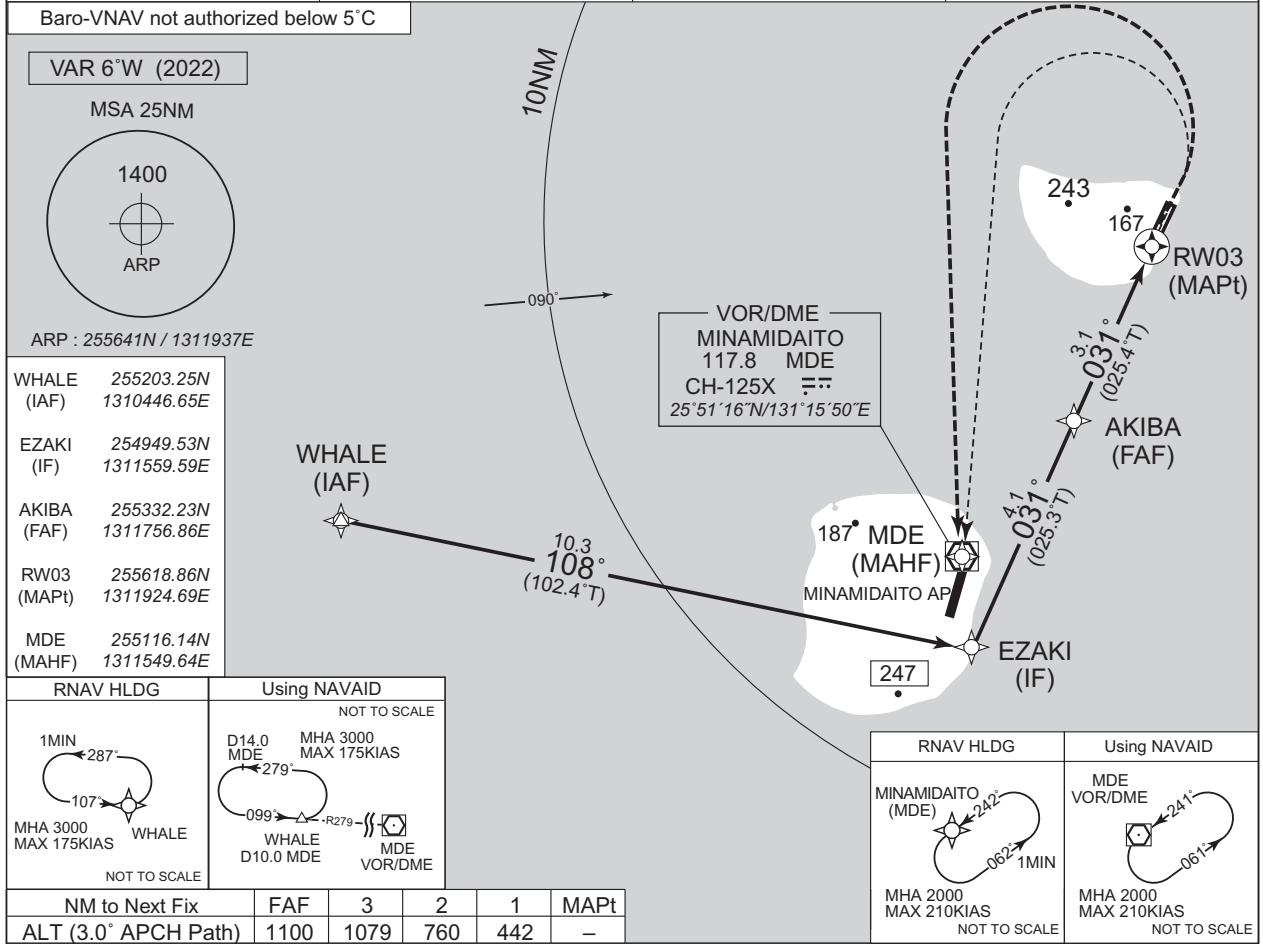 Baro-VNAV not authorized below 5˚C
VAR 6˚W (2022)
MSA 25NM
1400
ARP
ARP : 255641N / 1311937E
WHALE 255203.25N
(IAF) 1310446.65E
EZAKI 254949.53N
(IF) 1311559.59E
AKIBA 255332.23N
(FAF) 1311756.86E
RW03 255618.86N
(MAPt) 1311924.69E
MDE 255116.14N
(MAHF) 1311549.64E
10NM
090˚
243
167
RW03
(MAPt)
VOR/DME
MINAMIDAITO
117.8 MDE
CH-125X
25˚51´16˝N/131˚15´50˝E
3.1
031˚
(025.4˚T)
AKIBA
(FAF)
4.1
031˚
(025.3˚T)
WHALE
(IAF)
10.3
108˚
(102.4˚T)
187
MDE
(MAHF)
MINAMIDAITO AP
EZAKI
(IF)
247
RNAV HLDG
1MIN
287˚
107˚
MHA 3000
MAX 175KIAS
WHALE
NOT TO SCALE
Using NAVAID
NOT TO SCALE
D14.0
MDE
MHA 3000
MAX 175KIAS
279˚
099˚
R279
WHALE
D10.0 MDE
MDE
VOR/DME
RNAV HLDG
MINAMIDAITO
(MDE)
242˚
062˚
1MIN
MHA 2000
MAX 210KIAS
NOT TO SCALE
Using NAVAID
MDE
VOR/DME
241˚
061˚
MHA 2000
MAX 210KIAS
NOT TO SCALE
NM to Next Fix FAF 3 2 1 MAPt
ALT (3.0˚ APCH Path) 1100 1079 760 442 –